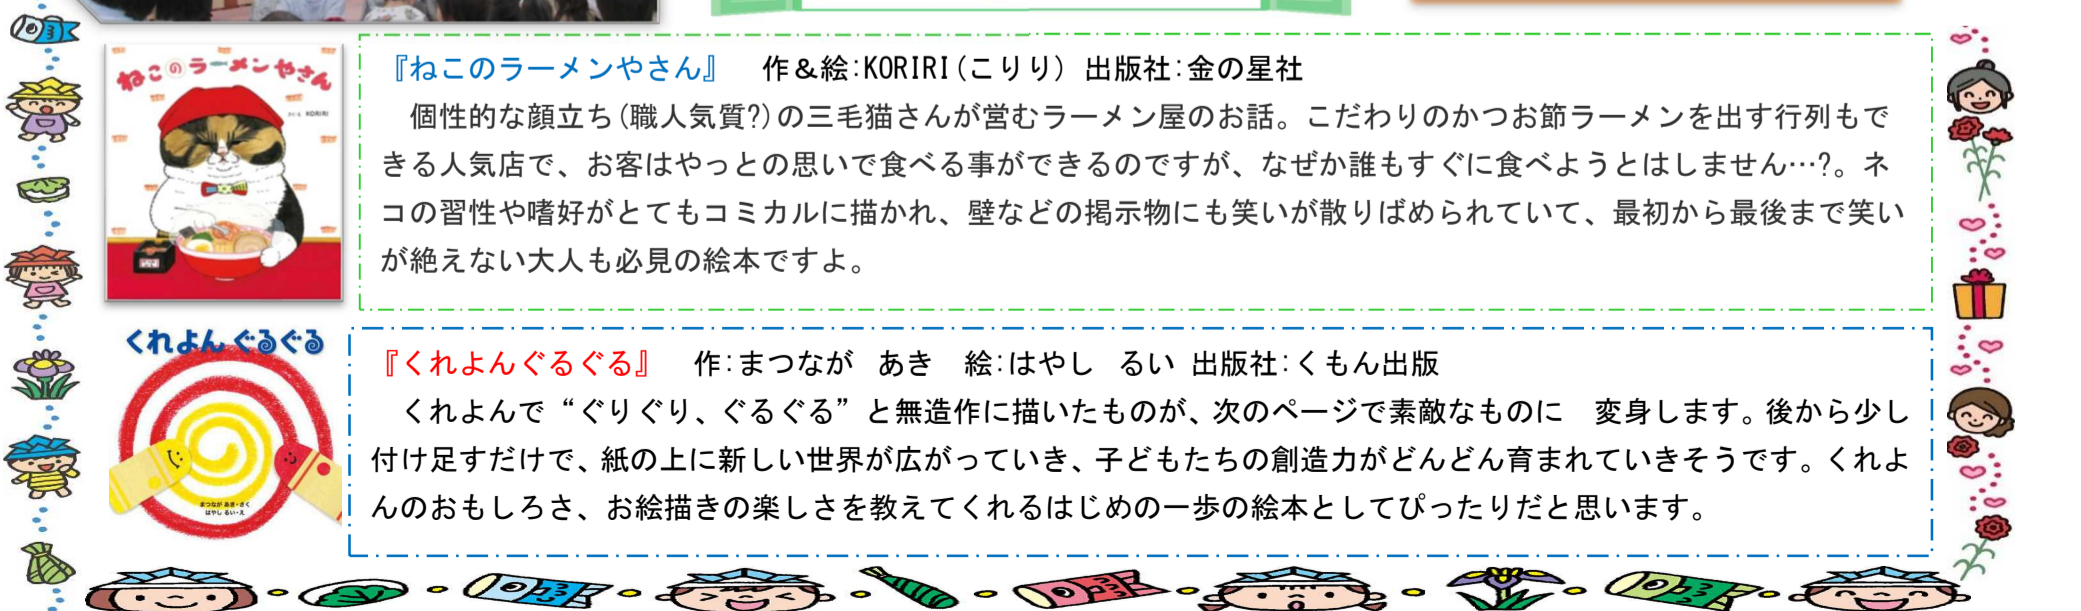 ねこのラーメンやさん
さく・え KORIRI
『ねこのラーメンやさん』　作&絵:KORIRI(こりり) 出版社:金の星社
個性的な顔立ち(職人気質?)の三毛猫さんが営むラーメン屋のお話。こだわりのかつお節ラーメンを出す行列もで
きる人気店で、お客はやっとの思いで食べる事ができるのですが、なぜか誰もすぐに食べようとはしません…?。ネ
コの習性や嗜好がとてもコミカルに描かれ、壁などの掲示物にも笑いが散りばめられていて、最初から最後まで笑い
が絶えない大人も必見の絵本ですよ。
くれよんぐるぐる
まつなが あき・さく
はやし るい・え
『くれよんぐるぐる』　作:まつなが　あき　絵:はやし　るい 出版社:くもん出版
くれよんで“ぐりぐり、ぐるぐる”と無造作に描いたものが、次のページで素敵なものに　変身します。後から少し
付け足すだけで、紙の上に新しい世界が広がっていき、子どもたちの創造力がどんどん育まれていきそうです。くれよ
んのおもしろさ、お絵描きの楽しさを教えてくれるはじめの一歩の絵本としてぴったりだと思います。